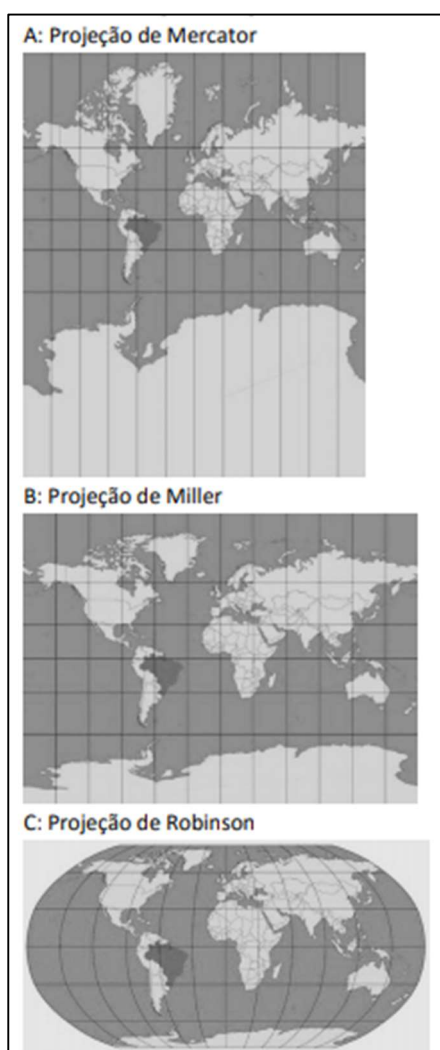 A: Projeção de Mercator
B: Projeção de Miller
C: Projeção de Robinson